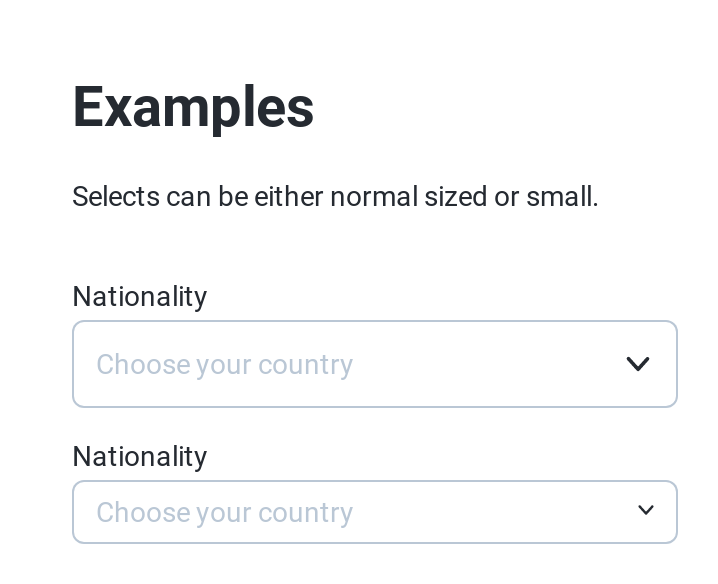 Examples
Selects can be either normal sized or small.
Nationality
Choose your country
Nationality
Choose your country